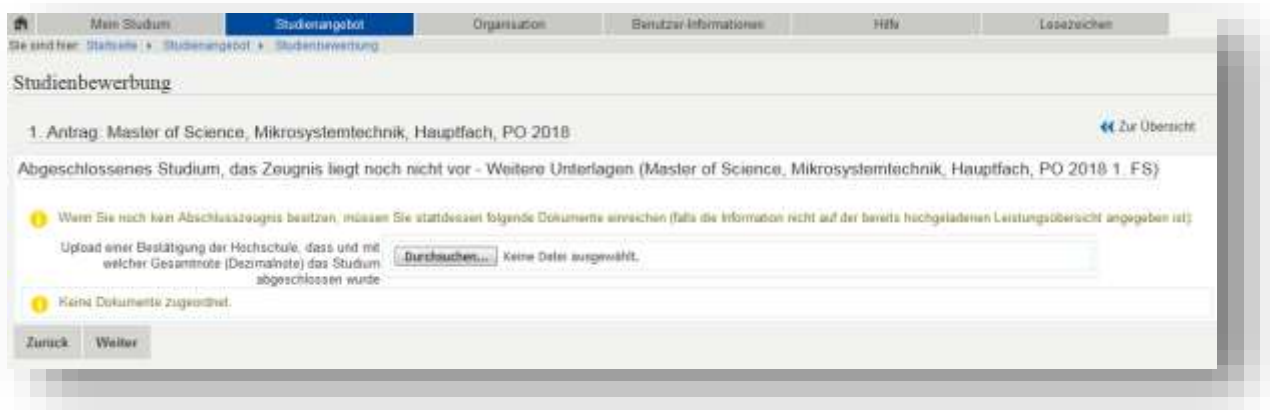 Mein Studium Studienangebot Organisation Benutzer-Informationen Hilfe Lesezeichen
Sie sind hier: Startseite Studienangebot Studienbewerbung
Studienbewerbung
1. Antrag: Master of Science, Mikrosystemtechnik, Hauptfach, PO 2018
Zur Übersicht
Abgeschlossenes Studium, das Zeugnis liegt noch nicht vor - Weitere Unterlagen (Master of Science, Mikrosystemtechnik, Hauptfach, PO 2018 1. FS)
Wenn Sie noch kein Abschlusszeugnis besitzen, müssen Sie stattdessen folgende Dokumente einreichen (falls die Information nicht auf der bereits hochgeladenen Leistungsübersicht angegeben ist):
Upload einer Bestätigung der Hochschule, dass und mit
welcher Gesamtnote (Dezimalnote) das Studium
abgeschlossen wurde
Durchsuchen... Keine Datei ausgewählt.
Keine Dokumente zugeordnet.
Zurück Weiter